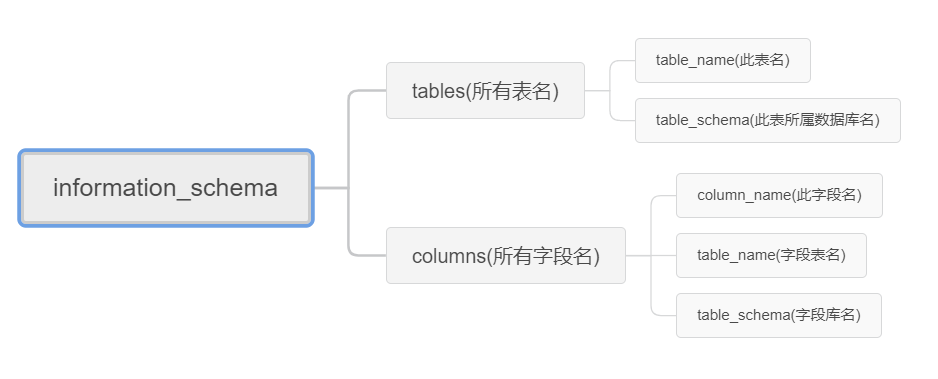 information_schema
tables(所有表名)
table_name(此表名)
table_schema(此表所属数据库名)
columns(所有字段名)
column_name(此字段名)
table_name(字段表名)
table_schema(字段库名)